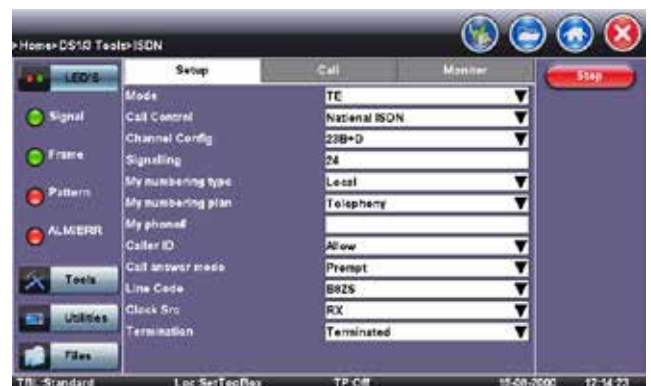 Home>DS1/3 Tools>ISDN
LED'S
Setup
Call
Monitor
Stop
Mode
TE
Signal
Call Control
National ISDN
Channel Config
23B+D
Frame
Signalling
24
My numbering type
Local
Pattern
My numbering plan
Telephony
My phone#
ALM/ERR
Caller ID
Allow
Call answer mode
Prompt
Tools
Line Code
B8ZS
Clock Src
RX
Utilities
Termination
Terminated
Files
Standard
TP:Off